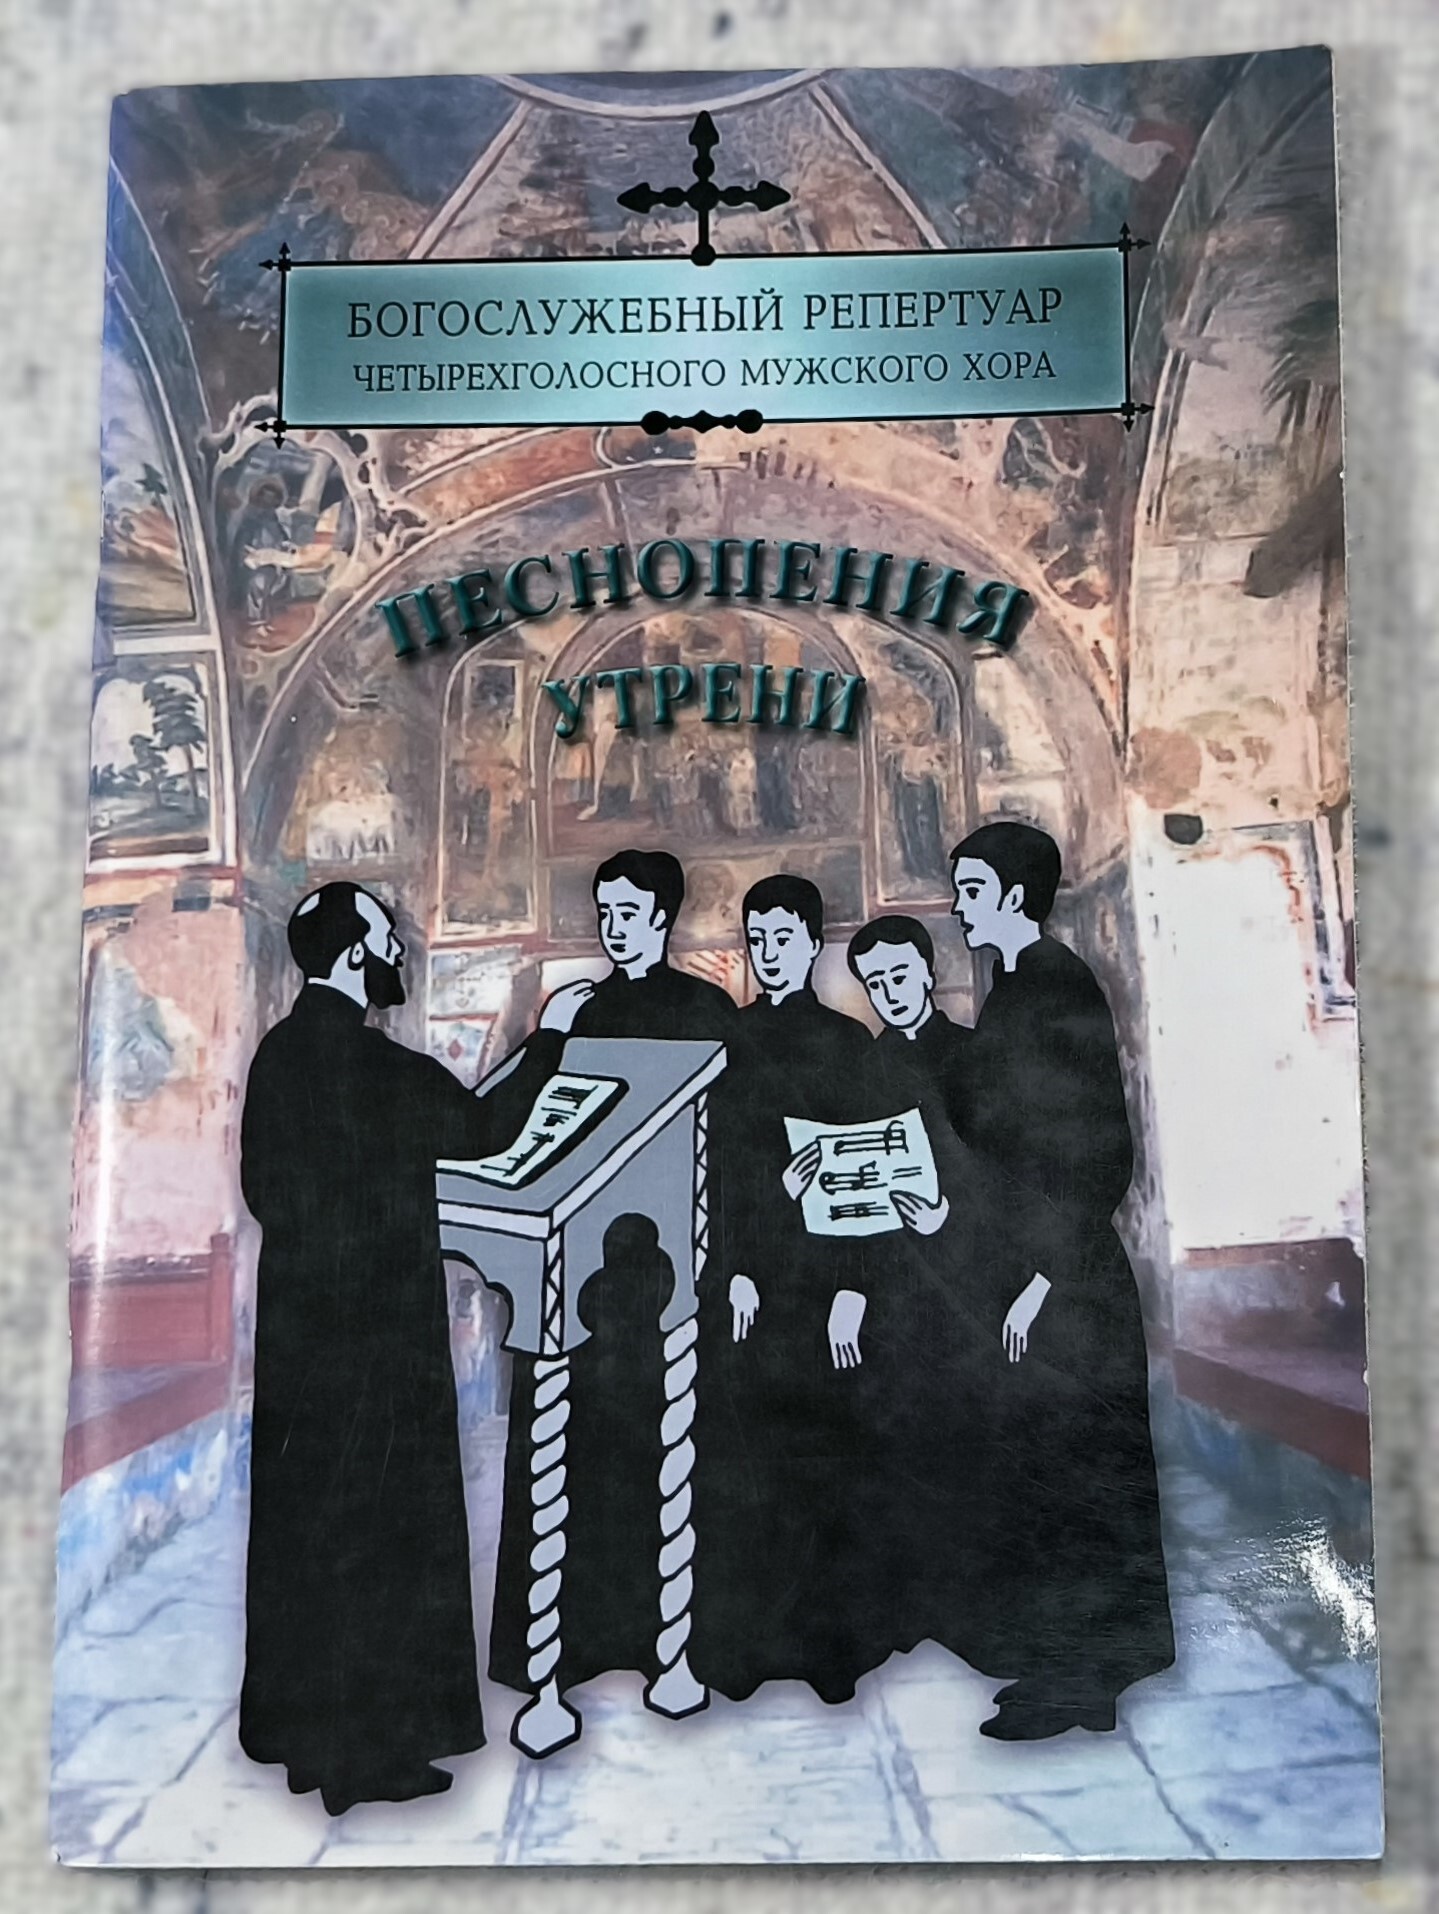 БОГОСЛУЖЕБНЫЙ РЕПЕРТУАР
ЧЕТЫРЕХГОЛОСНОГО МУЖСКОГО ХОРА
ПЕСНОПЕНИЯ
УТРЕНИ